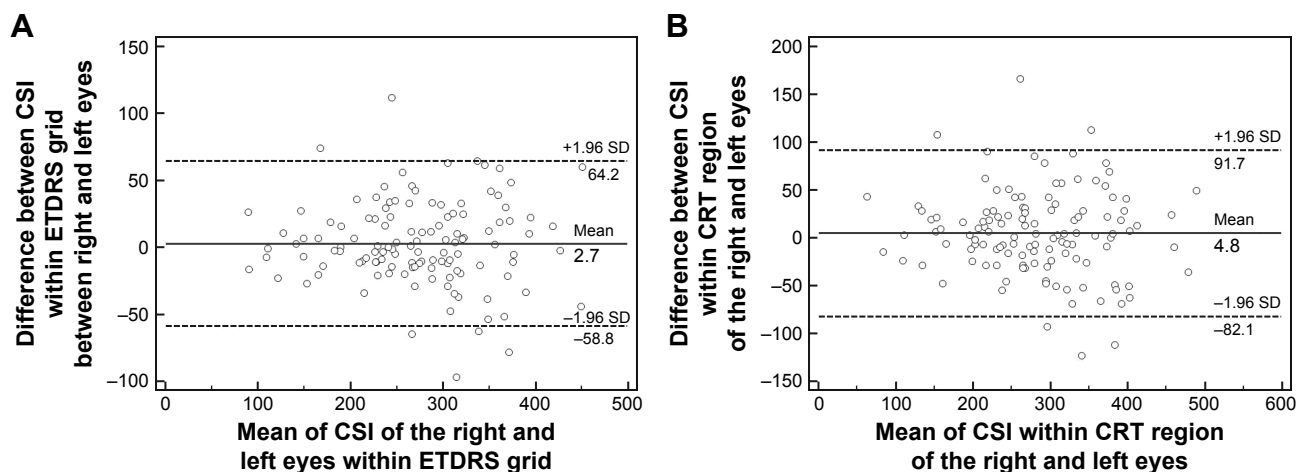 A
Difference between CSI
within ETDRS grid
between right and left eyes
150
100
50
0
–50
–100
+1.96 SD
64.2
Mean
2.7
–1.96 SD
–58.8
0
100
200
300
400
500
Mean of CSI of the right and
left eyes within ETDRS grid
B
Difference between CSI
within CRT region
of the right and left eyes
200
150
100
50
0
–50
–100
–150
+1.96 SD
91.7
Mean
4.8
–1.96 SD
–82.1
0
100
200
300
400
500
600
Mean of CSI within CRT region
of the right and left eyes